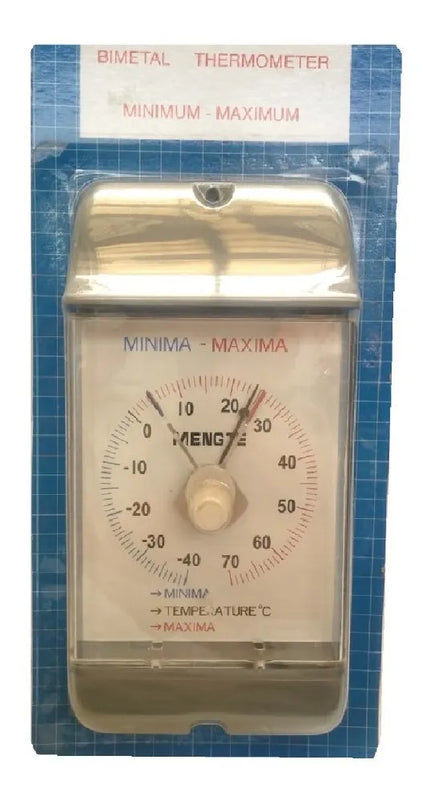 BIMETAL THERMOMETER
MINIMUM - MAXIMUM
MINIMA - MAXIMA
10 20
0 30
MENGTE
-10 40
-20 50
-30 60
-40 70
→MINIMA
→TEMPERATURE °C
→MAXIMA